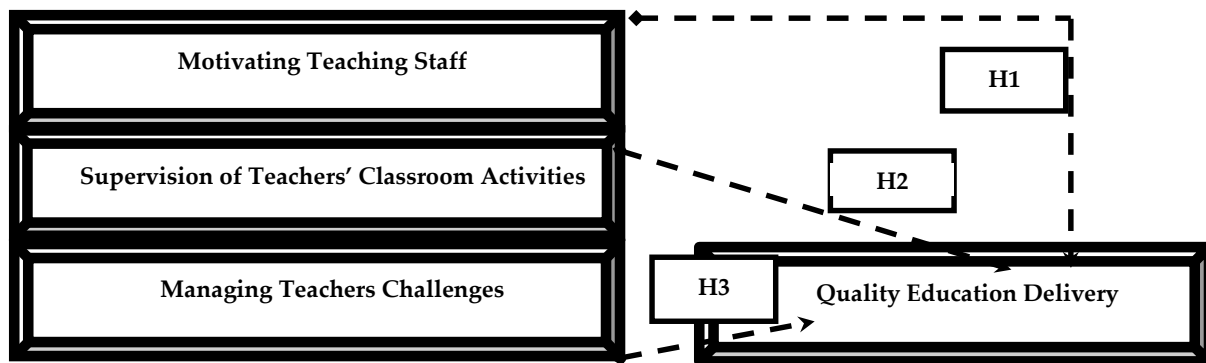 Motivating Teaching Staff
H1
Supervision of Teachers’ Classroom Activities
H2
Managing Teachers Challenges
H3
Quality Education Delivery